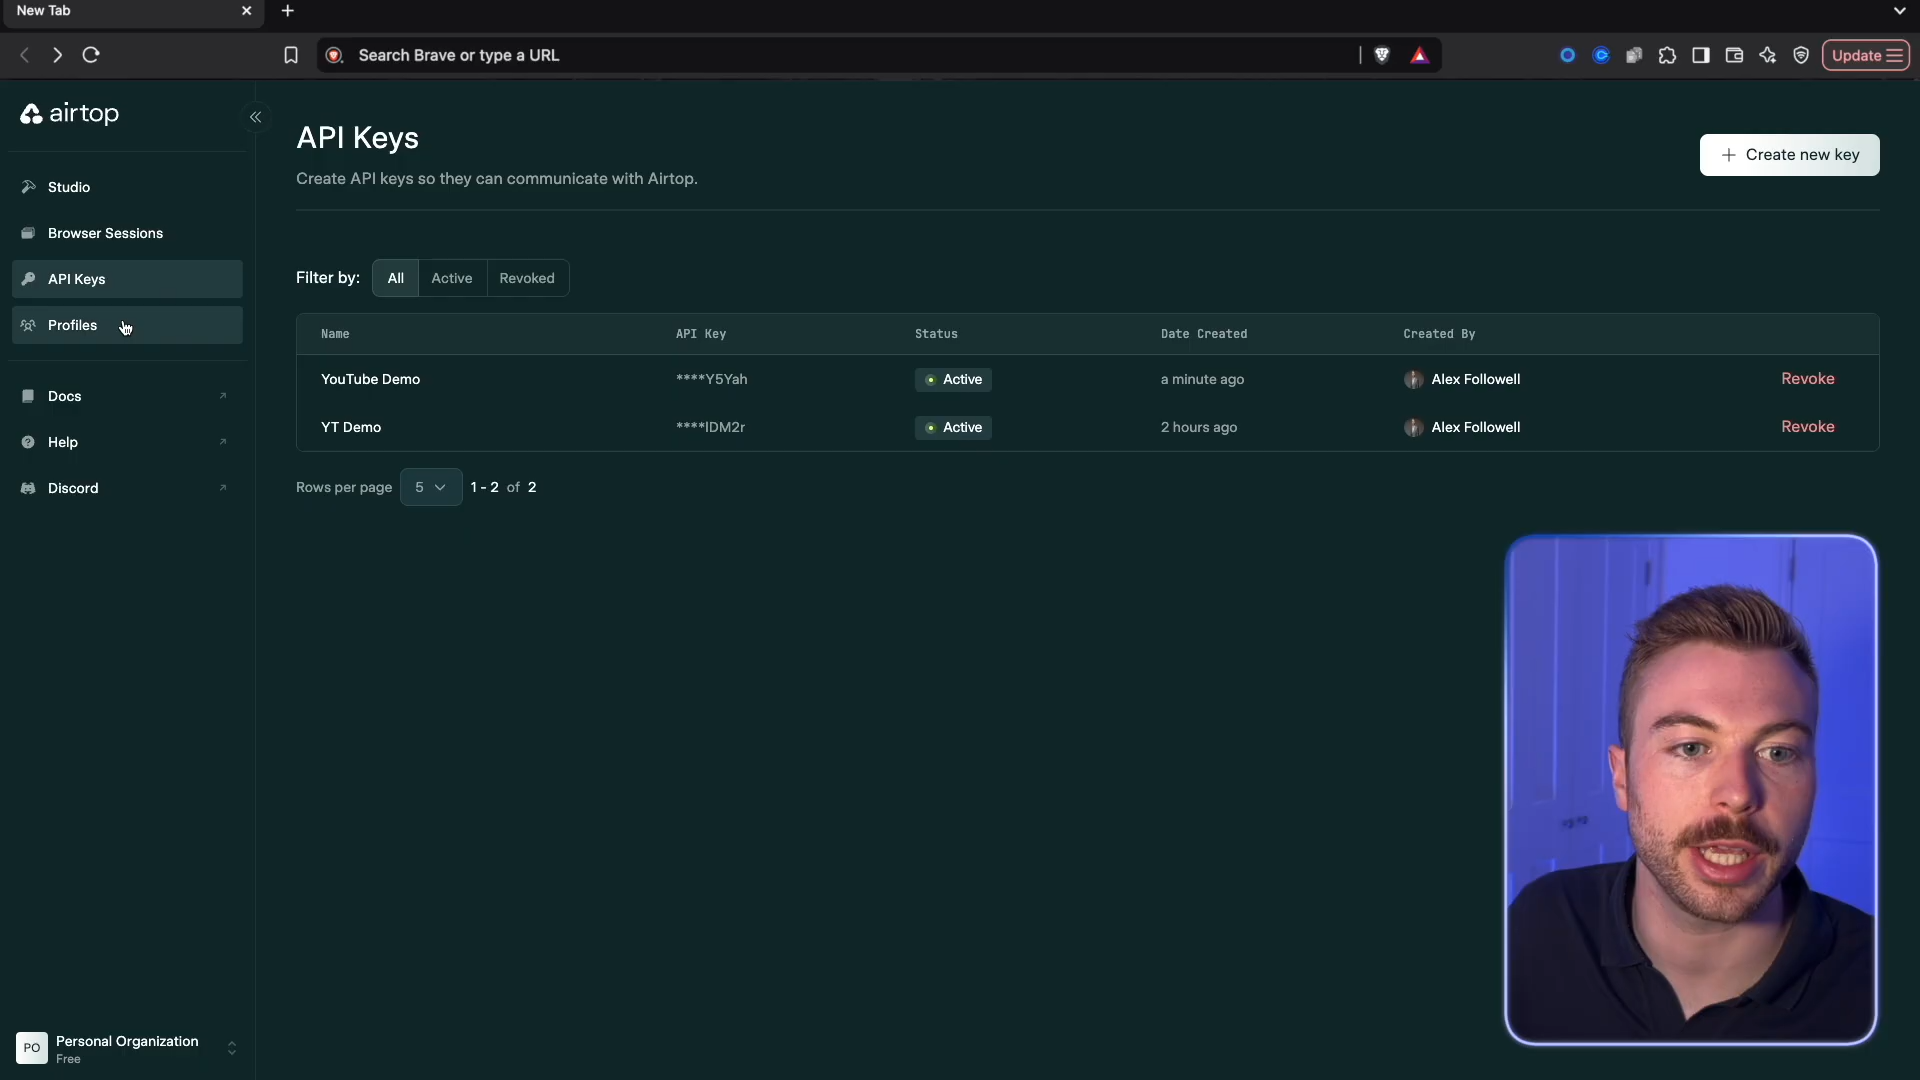 New Tab
Search Brave or type a URL
Update
airtop
Studio
Browser Sessions
API Keys
Profiles
Docs
Help
Discord
API Keys
Create API keys so they can communicate with Airtop.
Create new key
Filter by:
All
Active
Revoked
Name
API Key
Status
Date Created
Created By
YouTube Demo
****Y5Yah
Active
a minute ago
Alex Followell
Revoke
YT Demo
****IDM2r
Active
2 hours ago
Alex Followell
Revoke
Rows per page
5
1 - 2 of 2
PO
Personal Organization
Free